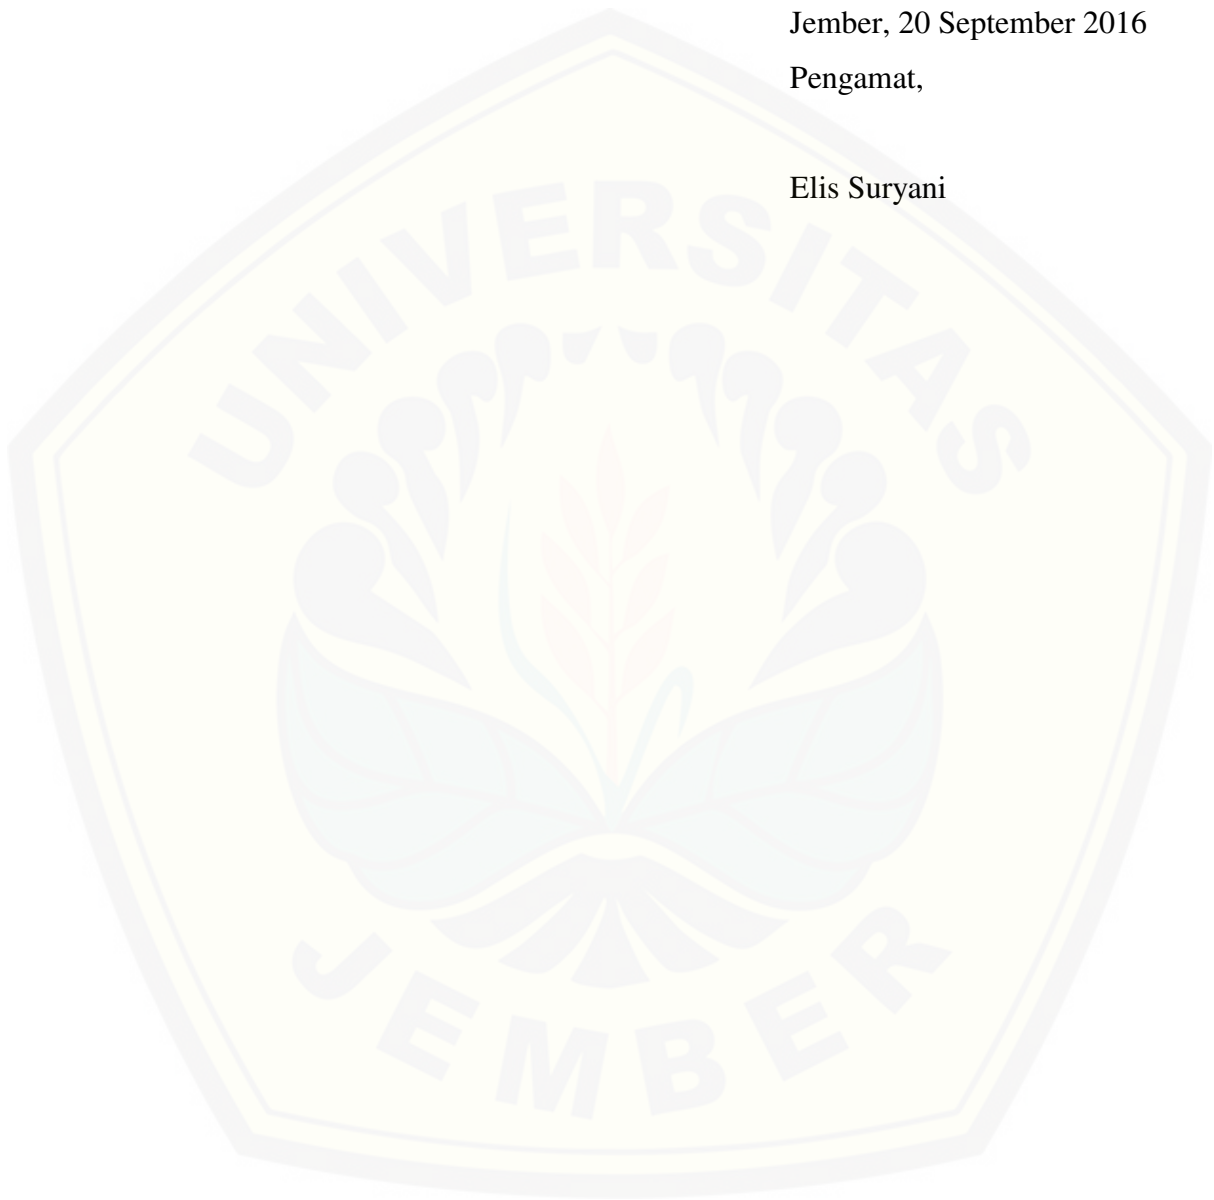 Jember, 20 September 2016
Pengamat,
Elis Suryani
UNIVERSITAS
JEMBER